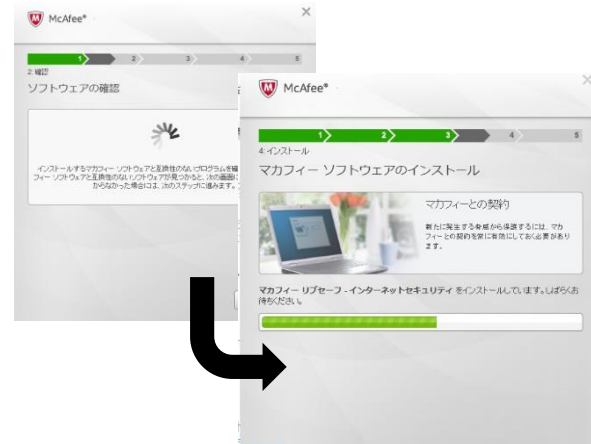 McAfee®
1 2 3 4 5
2: 確認
ソフトウェアの確認
インストールするマカフィー ソフトウェアと互換性のないプログラムを確
フィー ソフトウェアと互換性のないソフトウェアが見つかると、次の画面に
からなかった場合には、次のステップに進みます。
McAfee®
1 2 3 4 5
4: インストール
マカフィー ソフトウェアのインストール
マカフィーとの契約
新たに発生する脅威から保護するには、マカ
フィーとの契約を常に有効にしておく必要があり
ます。
マカフィー リブセーフ - インターネットセキュリティ をインストールしています。しばらくお
待ちください。